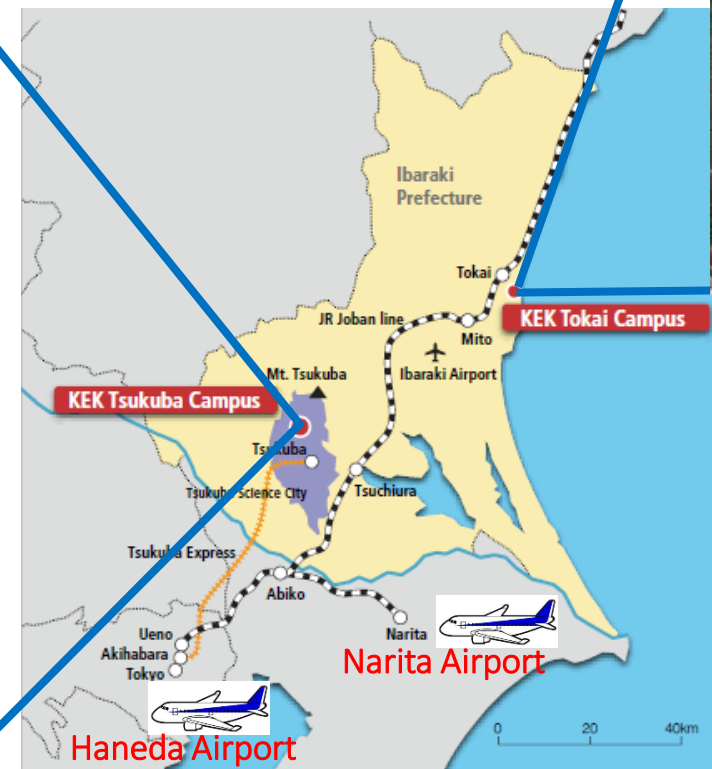 Ibaraki
Prefecture
Tokai
JR Joban line
KEK Tokai Campus
Mito
Mt. Tsukuba
Ibaraki Airport
KEK Tsukuba Campus
Tsukuba
Tsukuba Science City
Tsuchiura
Tsukuba Express
Abiko
Ueno
Narita
Akihabara
Narita Airport
Tokyo
Haneda Airport
0 20 40km